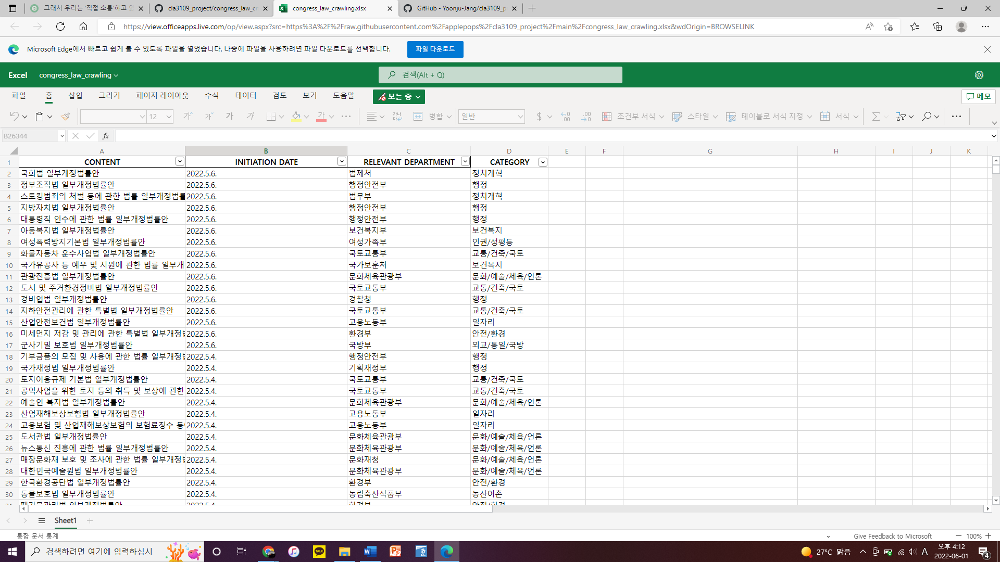 그래서 우리는 '직접 소통'하고 있
cla3109_project/congress_law_cr
congress_law_crawling.xlsx
GitHub - Yoonju-Jang/cla3109_p
https://view.officeapps.live.com/op/view.aspx?src=https%3A%2F%2Fraw.githubusercontent.com%2Fapplepops%2Fcla3109_project%2Fmain%2Fcongress_law_crawling.xlsx&wdOrigin=BROWSELINK
Microsoft Edge에서 빠르고 쉽게 볼 수 있도록 파일을 열었습니다. 나중에 파일을 사용하려면 파일 다운로드를 선택합니다.
파일 다운로드
Excel congress_law_crawling
검색(Alt + Q)
파일 홈 삽입 그리기 페이지 레이아웃 수식 데이터 검토 보기 도움말 보는 중 메모
12 가 가 가 가 가 병합 일반 $ 조건부 서식 스타일 테이블로 서식 지정 서식
B26344 fx
A B C D E F G H I J K
1 CONTENT INITIATION DATE RELEVANT DEPARTMENT CATEGORY
2 국회법 일부개정법률안 2022.5.6. 법제처 정치개혁
3 정부조직법 일부개정법률안 2022.5.6. 행정안전부 행정
4 스토킹범죄의 처벌 등에 관한 법률 일부개정법률 2022.5.6. 법무부 정치개혁
5 지방자치법 일부개정법률안 2022.5.6. 행정안전부 행정
6 대통령직 인수에 관한 법률 일부개정법률안 2022.5.6. 행정안전부 행정
7 아동복지법 일부개정법률안 2022.5.6. 보건복지부 보건복지
8 여성폭력방지기본법 일부개정법률안 2022.5.6. 여성가족부 인권/성평등
9 화물자동차 운수사업법 일부개정법률안 2022.5.6. 국토교통부 교통/건축/국토
10 국가유공자 등 예우 및 지원에 관한 법률 일부개 2022.5.6. 국가보훈처 보건복지
11 관광진흥법 일부개정법률안 2022.5.6. 문화체육관광부 문화/예술/체육/언론
12 도시 및 주거환경정비법 일부개정법률안 2022.5.6. 국토교통부 교통/건축/국토
13 경비업법 일부개정법률안 2022.5.6. 경찰청 행정
14 지하안전관리에 관한 특별법 일부개정법률안 2022.5.6. 국토교통부 교통/건축/국토
15 산업안전보건법 일부개정법률안 2022.5.6. 고용노동부 일자리
16 미세먼지 저감 및 관리에 관한 특별법 일부개정법 2022.5.6. 환경부 안전/환경
17 군사기밀 보호법 일부개정법률안 2022.5.6. 국방부 외교/통일/국방
18 기부금품의 모집 및 사용에 관한 법률 일부개정법 2022.5.4. 행정안전부 행정
19 국가재정법 일부개정법률안 2022.5.4. 기획재정부 행정
20 토지이용규제 기본법 일부개정법률안 2022.5.4. 국토교통부 교통/건축/국토
21 공익사업을 위한 토지 등의 취득 및 보상에 관한 2022.5.4. 국토교통부 교통/건축/국토
22 예술인 복지법 일부개정법률안 2022.5.4. 문화체육관광부 문화/예술/체육/언론
23 산업재해보상보험법 일부개정법률안 2022.5.4. 고용노동부 일자리
24 고용보험 및 산업재해보상보험의 보험료징수 등 2022.5.4. 고용노동부 일자리
25 도서관법 일부개정법률안 2022.5.4. 문화체육관광부 문화/예술/체육/언론
26 뉴스통신 진흥에 관한 법률 일부개정법률안 2022.5.4. 문화체육관광부 문화/예술/체육/언론
27 매장문화재 보호 및 조사에 관한 법률 일부개정법 2022.5.4. 문화재청 문화/예술/체육/언론
28 대한민국예술원법 일부개정법률안 2022.5.4. 문화체육관광부 문화/예술/체육/언론
29 한국환경공단법 일부개정법률안 2022.5.4. 환경부 안전/환경
30 동물보호법 일부개정법률안 2022.5.4. 농림축산식품부 농산어촌
Sheet1
통합 문서 통계 Give Feedback to Microsoft 100%
검색하려면 여기에 입력하십시 TALK 27°C 맑음 A 오후 4:12
2022-06-01 4